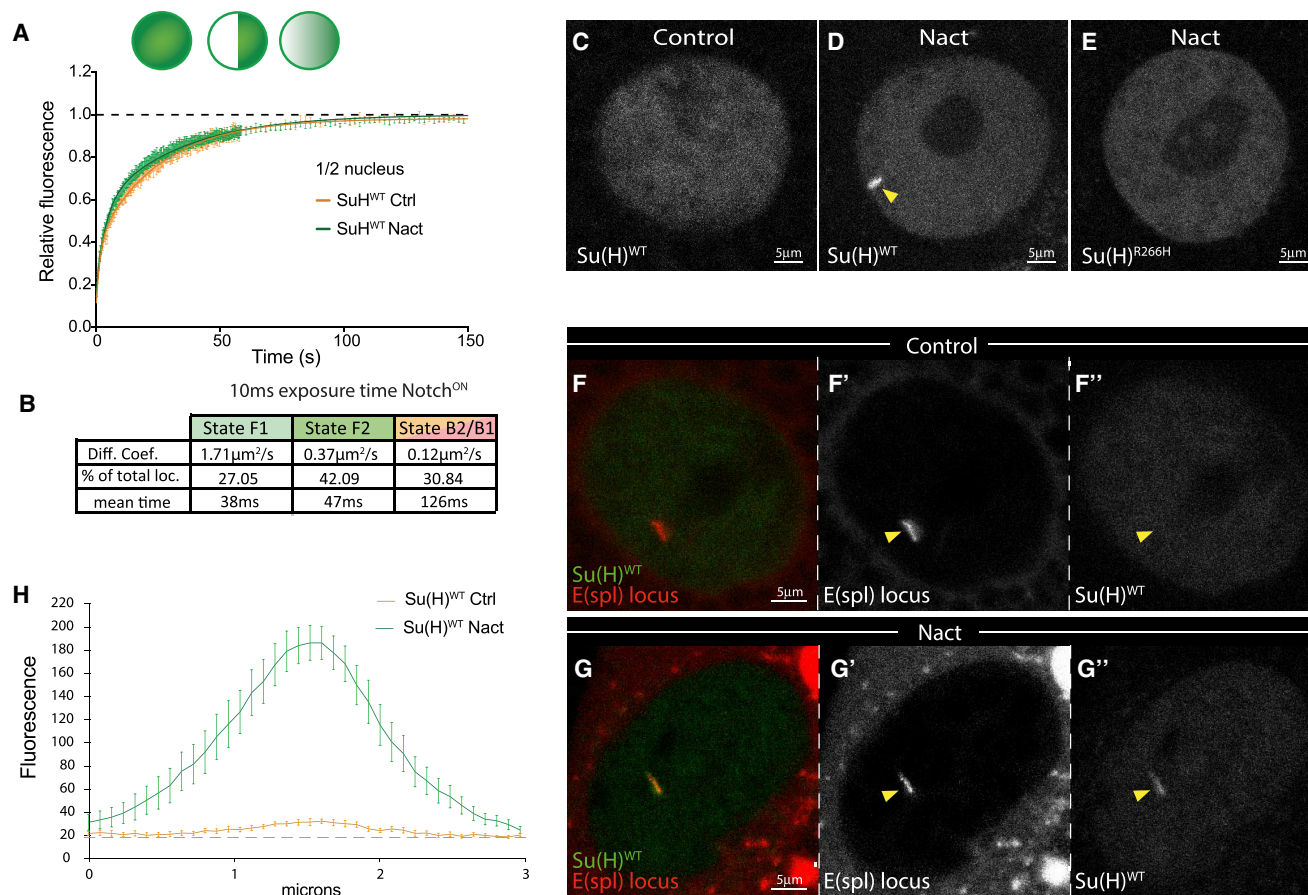 A
1.2
1.0
0.8
0.6
0.4
0.2
0.0
Relative fluorescence
0
50
100
150
Time (s)
1/2 nucleus
SuH^WT Ctrl
SuH^WT Nact
B
10ms exposure time Notch^ON
State F1 State F2 State B2/B1
Diff. Coef. 1.71µm²/s 0.37µm²/s 0.12µm²/s
% of total loc. 27.05 42.09 30.84
mean time 38ms 47ms 126ms
C
Control
Su(H)^WT
5µm
D
Nact
Su(H)^WT
5µm
E
Nact
Su(H)^R266H
5µm
Control
F
Su(H)^WT
E(spl) locus
5µm
F'
E(spl) locus
F''
Su(H)^WT
Nact
G
Su(H)^WT
E(spl) locus
5µm
G'
E(spl) locus
G''
Su(H)^WT
H
220
200
180
160
140
120
100
80
60
40
20
0
Fluorescence
0
1
2
3
microns
Su(H)^WT Ctrl
Su(H)^WT Nact